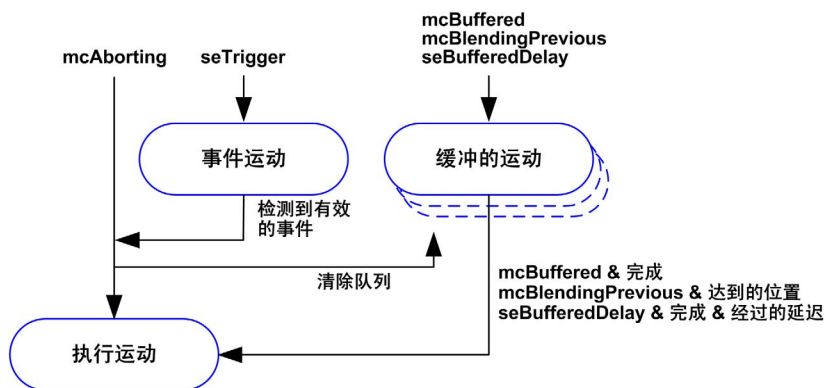 mcBuffered
mcBlendingPrevious
seBufferedDelay
mcAborting
seTrigger
事件运动
缓冲的运动
检测到有效
的事件
清除队列
mcBuffered & 完成
mcBlendingPrevious & 达到的位置
seBufferedDelay & 完成 & 经过的延迟
执行运动